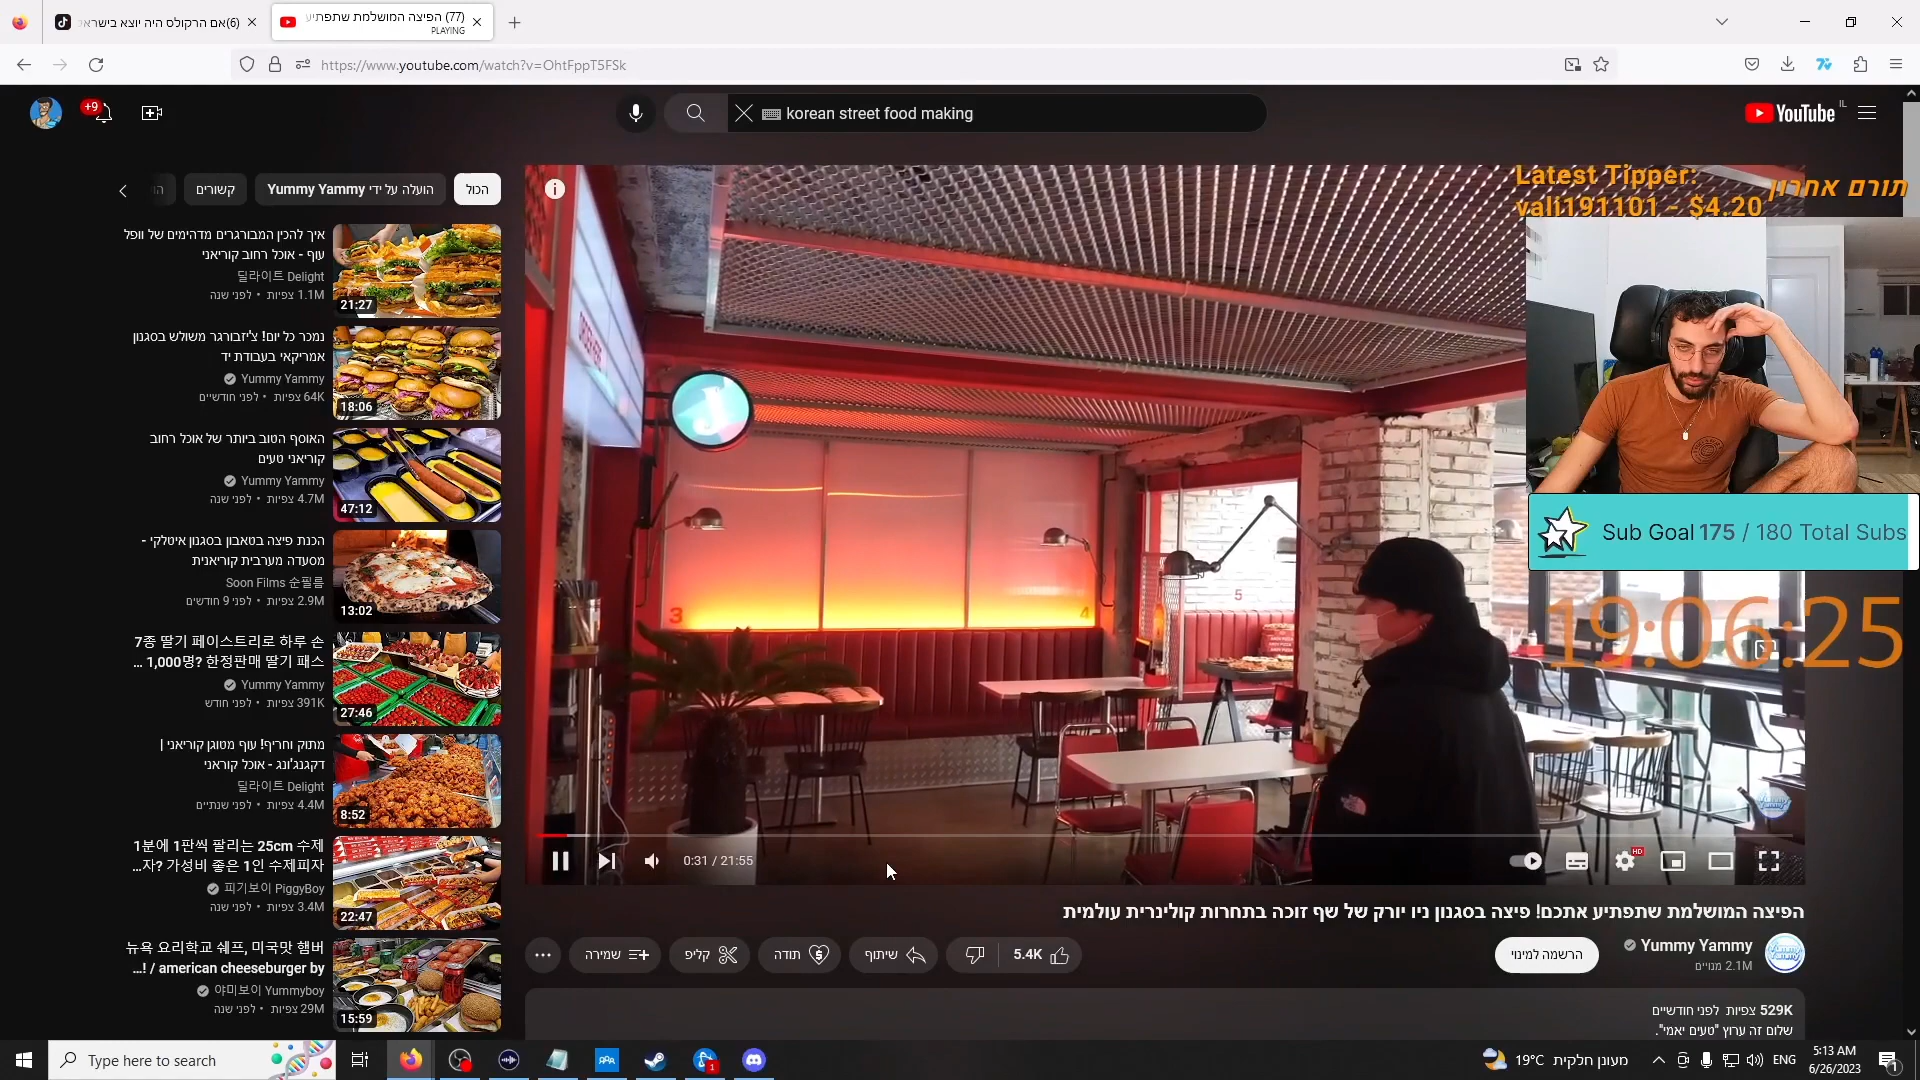 (6) אם הרקולס היה יוצא בישראל
(77) הפיצה המושלמת שתפתיע
PLAYING
https://www.youtube.com/watch?v=OhtFppT5FSk
+9
korean street food making
YouTube
IL
הכול
הועלה על ידי Yummy Yammy
קשורים
איך להכין המבורגרים מדהימים של וופל
עוף - אוכל רחוב קוריאני
딜라이트 Delight
1.1M צפיות • לפני שנה
21:27
נמכר כל יום! צ'יזבורגר משולש בסגנון
אמריקאי בעבודת יד
Yummy Yammy
64K צפיות • לפני חודשיים
18:06
האוסף הטוב ביותר של אוכל רחוב
קוריאני טעים
Yummy Yammy
4.7M צפיות • לפני שנה
47:12
הכנת פיצה בטאבון בסגנון איטלקי -
מסעדה מערבית קוריאנית
Soon Films 순필름
2.9M צפיות • לפני 9 חודשים
13:02
7종 딸기 페이스트리로 하루 손
... 1,000명? 한정판매 딸기 패스
Yummy Yammy
391K צפיות • לפני חודש
27:46
מתוק וחריף! עוף מטוגן קוריאני |
דקגנג'ונג - אוכל קוראני
딜라이트 Delight
4.4M צפיות • לפני שנתיים
8:52
1분에 1판씩 팔리는 25cm 수제
...자? 가성비 좋은 1인 수제피자
피기보이 PiggyBoy
3.4M צפיות • לפני שנה
22:47
뉴욕 요리학교 쉐프, 미국맛 햄버
...! / american cheeseburger by
야미보이 Yummyboy
29M צפיות • לפני שנה
15:59
Latest Tipper:
vali191101 - $4.20
תורם אחרון
3
4
5
Sub Goal 175 / 180 Total Subs
19:06:25
0:31 / 21:55
HD
הפיצה המושלמת שתפתיע אתכם! פיצה בסגנון ניו יורק של שף זוכה בתחרות קולינרית עולמית
Yummy Yammy
2.1M מנויים
הרשמה למינוי
5.4K
שיתוף
תודה
קליפ
שמירה
529K צפיות לפני חודשיים
שלום זה ערוץ "טעים יאמי".
Type here to search
19°C מעונן חלקית
ENG
5:13 AM
6/26/2023